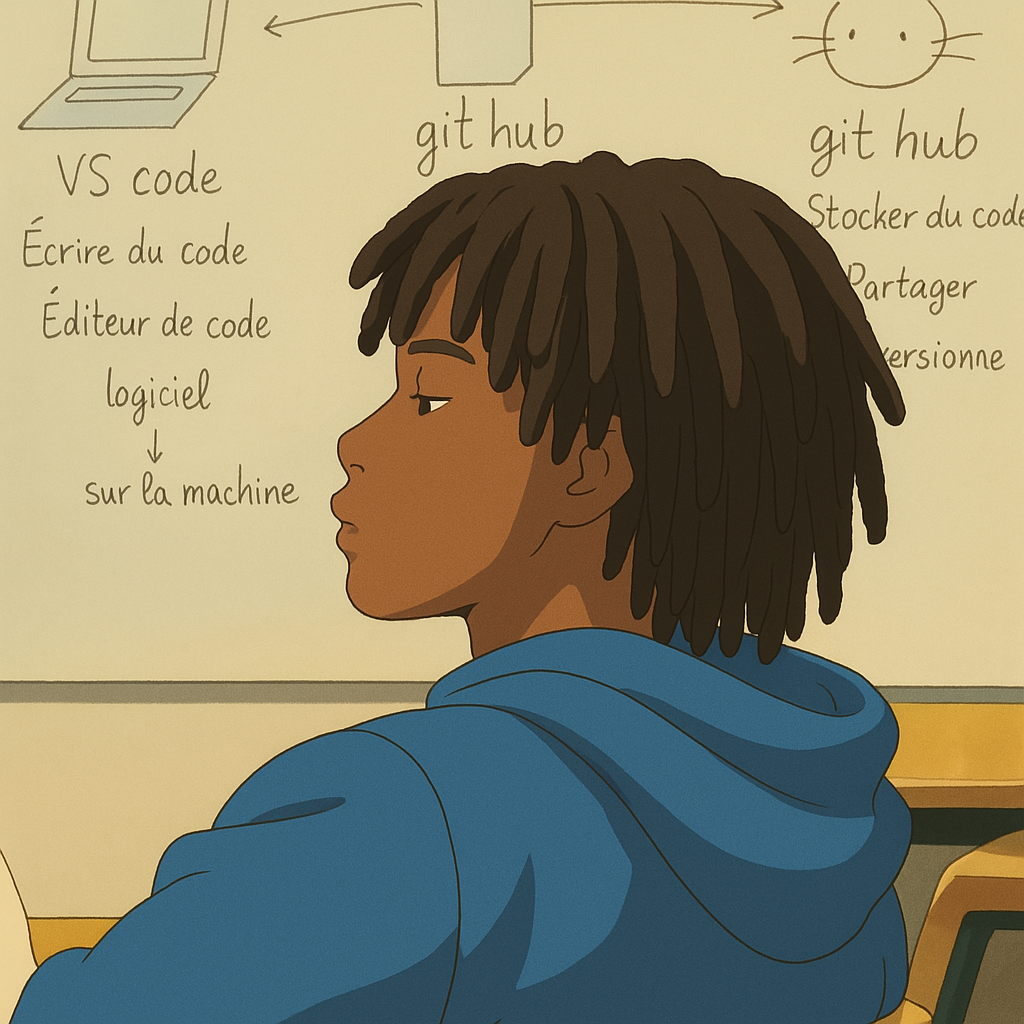 VS code
Écrire du code
Éditeur de code
logiciel
sur la machine
git hub
git hub
Stocker du code
Partager
versionne